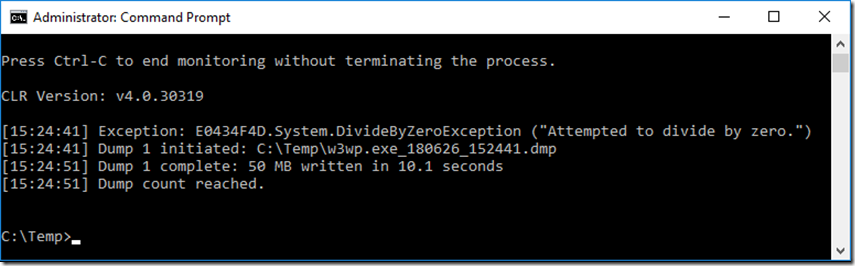 Administrator: Command Prompt
Press Ctrl-C to end monitoring without terminating the process.
CLR Version: v4.0.30319
[15:24:41] Exception: E0434F4D.System.DivideByZeroException ("Attempted to divide by zero.")
[15:24:41] Dump 1 initiated: C:\Temp\w3wp.exe_180626_152441.dmp
[15:24:51] Dump 1 complete: 50 MB written in 10.1 seconds
[15:24:51] Dump count reached.
C:\Temp>